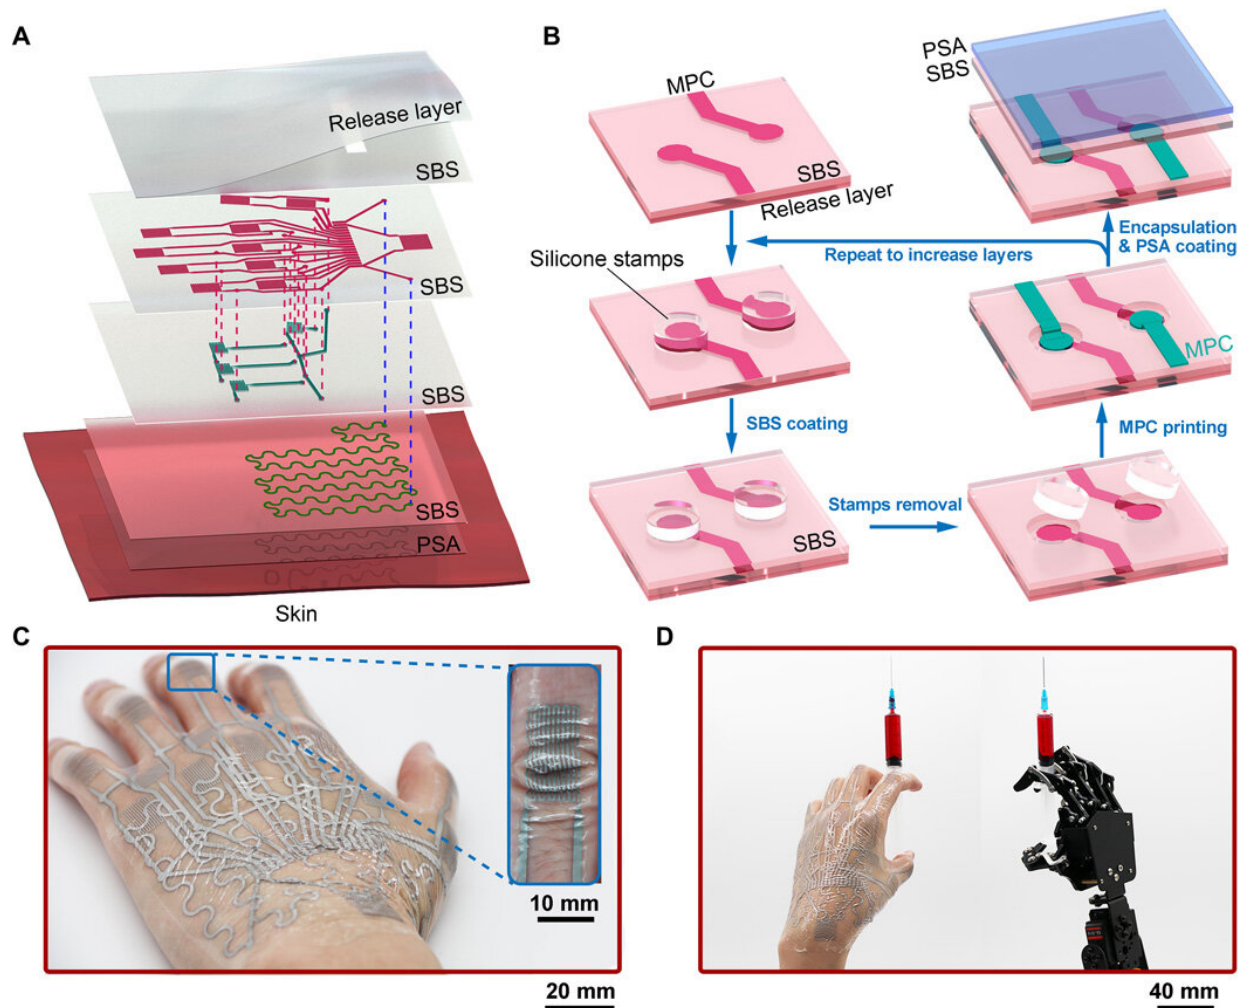 A
Release layer
SBS
SBS
SBS
SBS
PSA
Skin
B
MPC
SBS
Release layer
PSA
SBS
Encapsulation
& PSA coating
Repeat to increase layers
Silicone stamps
MPC
SBS coating
MPC printing
Stamps removal
SBS
C
10 mm
20 mm
D
40 mm